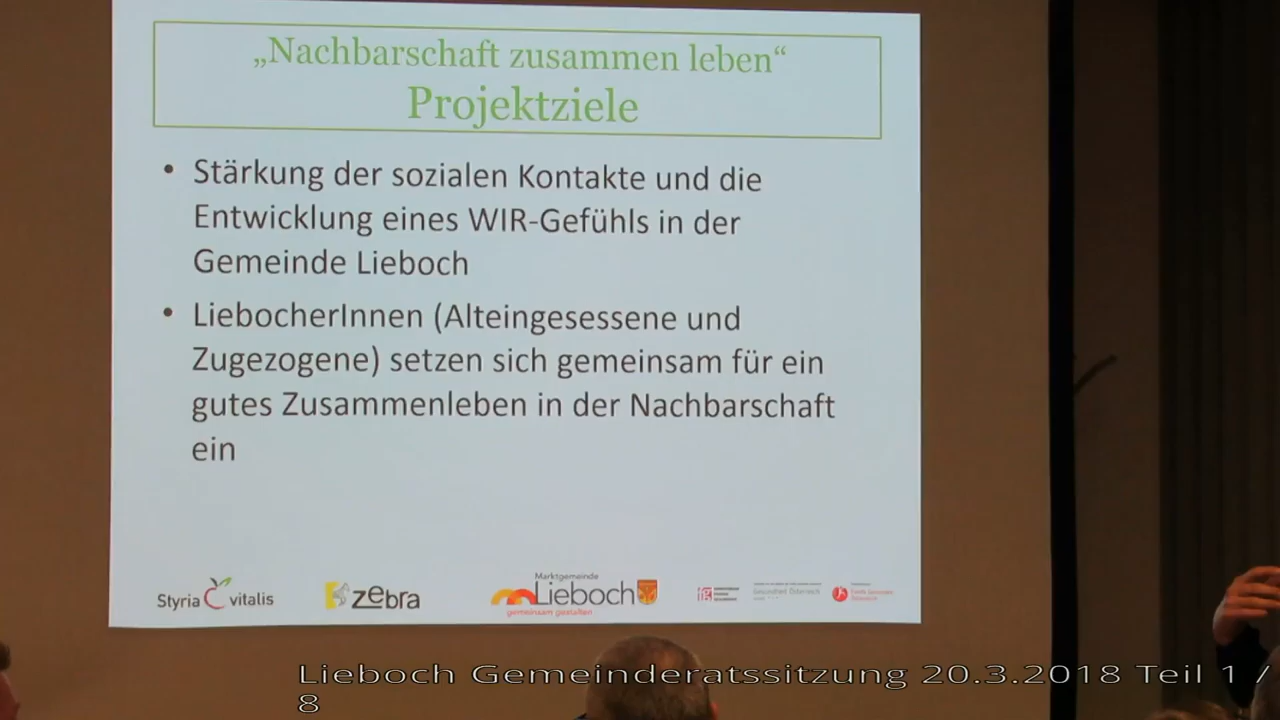 „Nachbarschaft zusammen leben“
Projektziele
• Stärkung der sozialen Kontakte und die
Entwicklung eines WIR-Gefühls in der
Gemeinde Lieboch
• LiebocherInnen (Alteingesessene und
Zugezogene) setzen sich gemeinsam für ein
gutes Zusammenleben in der Nachbarschaft
ein
Styria vitalis
zebra
Marktgemeinde
Lieboch
gemeinsam gestalten
Gesundheit Österreich
Lieboch Gemeinderatssitzung 20.3.2018 Teil 1 /
8